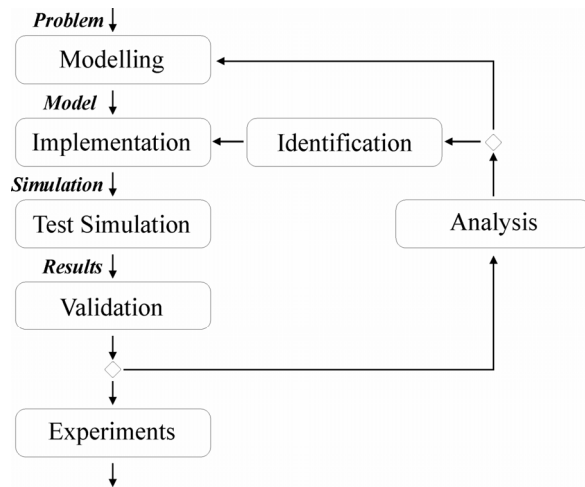 Problem
Modelling
Model
Implementation
Identification
Simulation
Test Simulation
Analysis
Results
Validation
Experiments